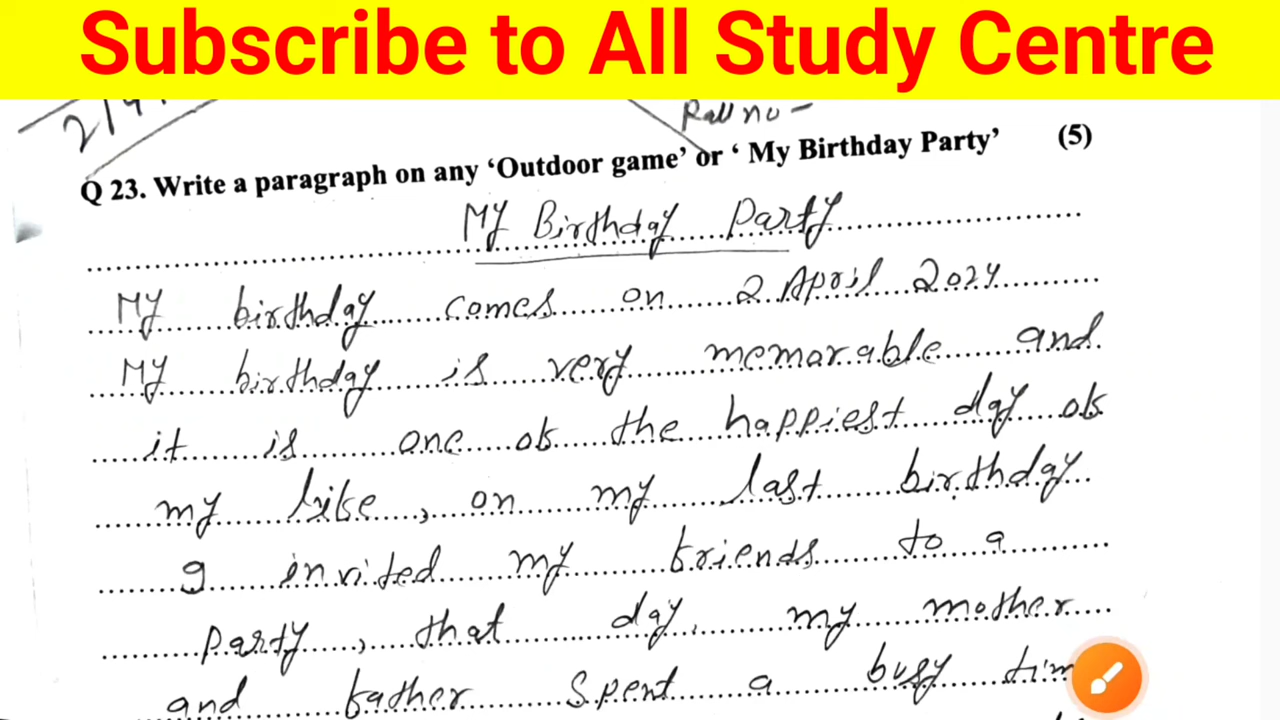 Subscribe to All Study Centre
Roll no -
Q 23. Write a paragraph on any ‘Outdoor game’ or ‘ My Birthday Party’ (5)
My Birthday Party
My birthday comes on 2 April 2024
My birthday is very memorable and
it is one of the happiest day of
my life, on my last birthday
I invited my friends to a
party, that day, my mother
and father spent a busy tim